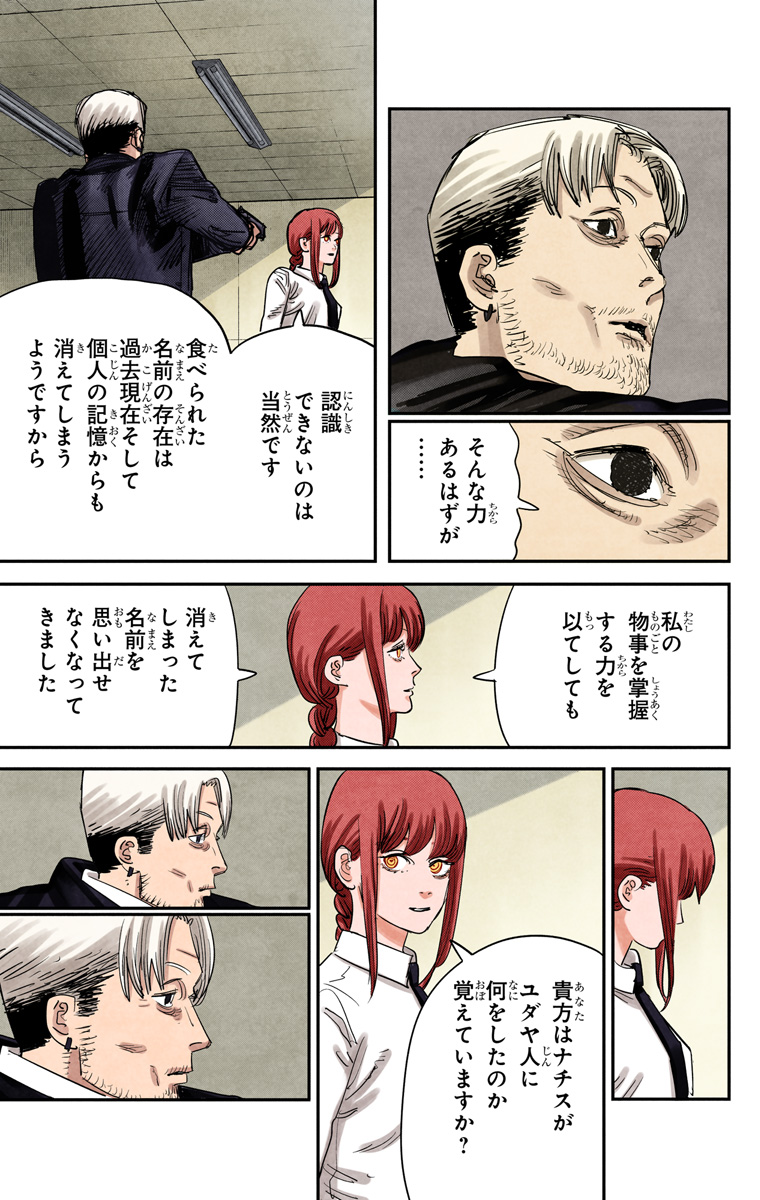 そんな力
あるはずが
……
認識
できないのは
当然です
食べられた
名前の存在は
過去現在そして
個人の記憶からも
消えてしまう
ようですから
私の
物事を掌握
する力を
以てしても
消えて
しまった
名前を
思い出せ
なくなって
きました
貴方はナチスが
ユダヤ人に
何をしたのか
覚えていますか?